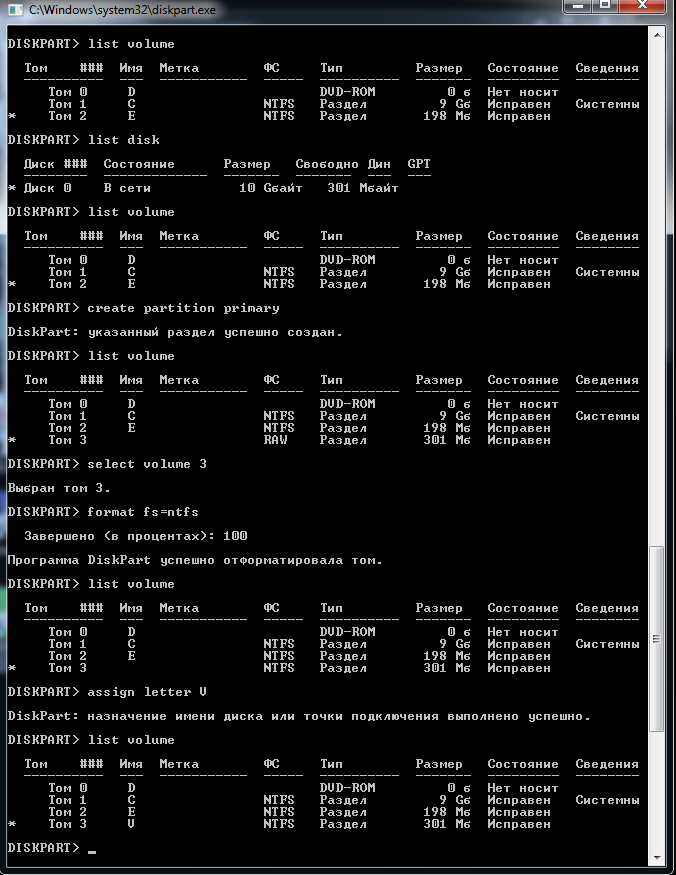 C:\Windows\system32\diskpart.exe
DISKPART> list volume
Том ### Имя Метка ФС Тип Размер Состояние Сведения
---------- --- ----------- ----- ---------- ------- --------- --------
Том 0 D DVD-ROM 0 б Нет носит
Том 1 C NTFS Раздел 9 Gб Исправен Системны
* Том 2 E NTFS Раздел 198 Mб Исправен
DISKPART> list disk
Диск ### Состояние Размер Свободно Дин GPT
-------- ------------- ------- ------- --- ---
* Диск 0 В сети 10 Gбайт 301 Mбайт
DISKPART> list volume
Том ### Имя Метка ФС Тип Размер Состояние Сведения
---------- --- ----------- ----- ---------- ------- --------- --------
Том 0 D DVD-ROM 0 б Нет носит
Том 1 C NTFS Раздел 9 Gб Исправен Системны
* Том 2 E NTFS Раздел 198 Mб Исправен
DISKPART> create partition primary
DiskPart: указанный раздел успешно создан.
DISKPART> list volume
Том ### Имя Метка ФС Тип Размер Состояние Сведения
---------- --- ----------- ----- ---------- ------- --------- --------
Том 0 D DVD-ROM 0 б Нет носит
Том 1 C NTFS Раздел 9 Gб Исправен Системны
Том 2 E NTFS Раздел 198 Mб Исправен
* Том 3 RAW Раздел 301 Mб Исправен
DISKPART> select volume 3
Выбран том 3.
DISKPART> format fs=ntfs
Завершено (в процентах): 100
Программа DiskPart успешно отформатировала том.
DISKPART> list volume
Том ### Имя Метка ФС Тип Размер Состояние Сведения
---------- --- ----------- ----- ---------- ------- --------- --------
Том 0 D DVD-ROM 0 б Нет носит
Том 1 C NTFS Раздел 9 Gб Исправен Системны
Том 2 E NTFS Раздел 198 Mб Исправен
* Том 3 NTFS Раздел 301 Mб Исправен
DISKPART> assign letter V
DiskPart: назначение имени диска или точки подключения выполнено успешно.
DISKPART> list volume
Том ### Имя Метка ФС Тип Размер Состояние Сведения
---------- --- ----------- ----- ---------- ------- --------- --------
Том 0 D DVD-ROM 0 б Нет носит
Том 1 C NTFS Раздел 9 Gб Исправен Системны
Том 2 E NTFS Раздел 198 Mб Исправен
* Том 3 V NTFS Раздел 301 Mб Исправен
DISKPART> _